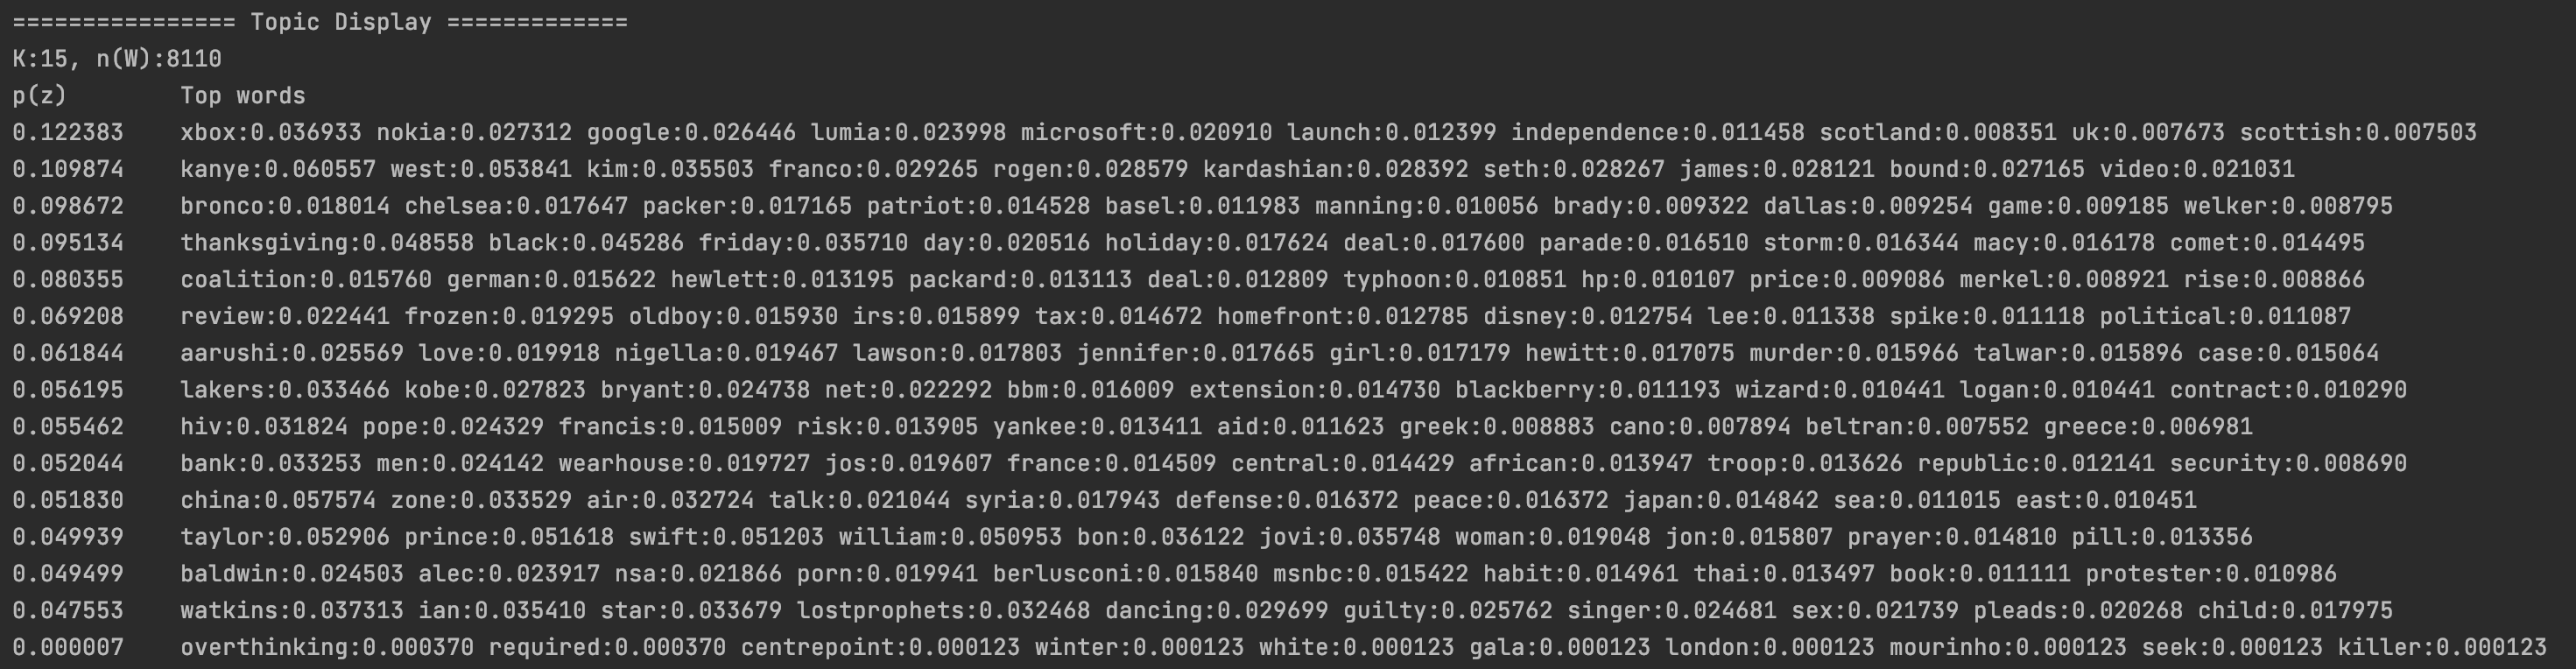 ================ Topic Display =============
K:15, n(W):8110
p(z)        Top words
0.122383    xbox:0.036933 nokia:0.027312 google:0.026446 lumia:0.023998 microsoft:0.020910 launch:0.012399 independence:0.011458 scotland:0.008351 uk:0.007673 scottish:0.007503
0.109874    kanye:0.060557 west:0.053841 kim:0.035503 franco:0.029265 rogen:0.028579 kardashian:0.028392 seth:0.028267 james:0.028121 bound:0.027165 video:0.021031
0.098672    bronco:0.018014 chelsea:0.017647 packer:0.017165 patriot:0.014528 basel:0.011983 manning:0.010056 brady:0.009322 dallas:0.009254 game:0.009185 welker:0.008795
0.095134    thanksgiving:0.048558 black:0.045286 friday:0.035710 day:0.020516 holiday:0.017624 deal:0.017600 parade:0.016510 storm:0.016344 macy:0.016178 comet:0.014495
0.080355    coalition:0.015760 german:0.015622 hewlett:0.013195 packard:0.013113 deal:0.012809 typhoon:0.010851 hp:0.010107 price:0.009086 merkel:0.008921 rise:0.008866
0.069208    review:0.022441 frozen:0.019295 oldboy:0.015930 irs:0.015899 tax:0.014672 homefront:0.012785 disney:0.012754 lee:0.011338 spike:0.011118 political:0.011087
0.061844    aarushi:0.025569 love:0.019918 nigella:0.019467 lawson:0.017803 jennifer:0.017665 girl:0.017179 hewitt:0.017075 murder:0.015966 talwar:0.015896 case:0.015064
0.056195    lakers:0.033466 kobe:0.027823 bryant:0.024738 net:0.022292 bbm:0.016009 extension:0.014730 blackberry:0.011193 wizard:0.010441 logan:0.010441 contract:0.010290
0.055462    hiv:0.031824 pope:0.024329 francis:0.015009 risk:0.013905 yankee:0.013411 aid:0.011623 greek:0.008883 cano:0.007894 beltran:0.007552 greece:0.006981
0.052044    bank:0.033253 men:0.024142 wearhouse:0.019727 jos:0.019607 france:0.014509 central:0.014429 african:0.013947 troop:0.013626 republic:0.012141 security:0.008690
0.051830    china:0.057574 zone:0.033529 air:0.032724 talk:0.021044 syria:0.017943 defense:0.016372 peace:0.016372 japan:0.014842 sea:0.011015 east:0.010451
0.049939    taylor:0.052906 prince:0.051618 swift:0.051203 william:0.050953 bon:0.036122 jovi:0.035748 woman:0.019048 jon:0.015807 prayer:0.014810 pill:0.013356
0.049499    baldwin:0.024503 alec:0.023917 nsa:0.021866 porn:0.019941 berlusconi:0.015840 msnbc:0.015422 habit:0.014961 thai:0.013497 book:0.011111 protester:0.010986
0.047553    watkins:0.037313 ian:0.035410 star:0.033679 lostprophets:0.032468 dancing:0.029699 guilty:0.025762 singer:0.024681 sex:0.021739 pleads:0.020268 child:0.017975
0.000007    overthinking:0.000370 required:0.000370 centrepoint:0.000123 winter:0.000123 white:0.000123 gala:0.000123 london:0.000123 mourinho:0.000123 seek:0.000123 killer:0.000123